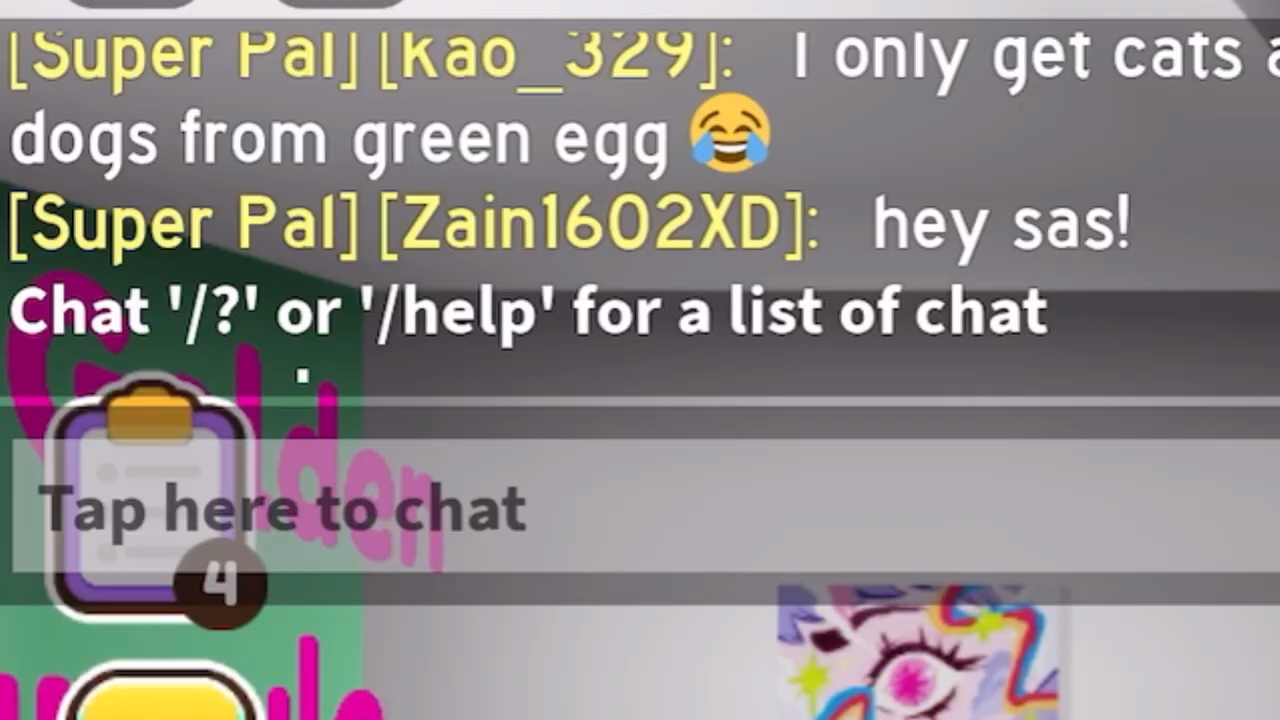 [Super Pal] [kao_329]: I only get cats
dogs from green egg 😂
[Super Pal] [Zain1602XD]: hey sas!
Chat '/?' or '/help' for a list of chat
Golden
Tap here to chat
4